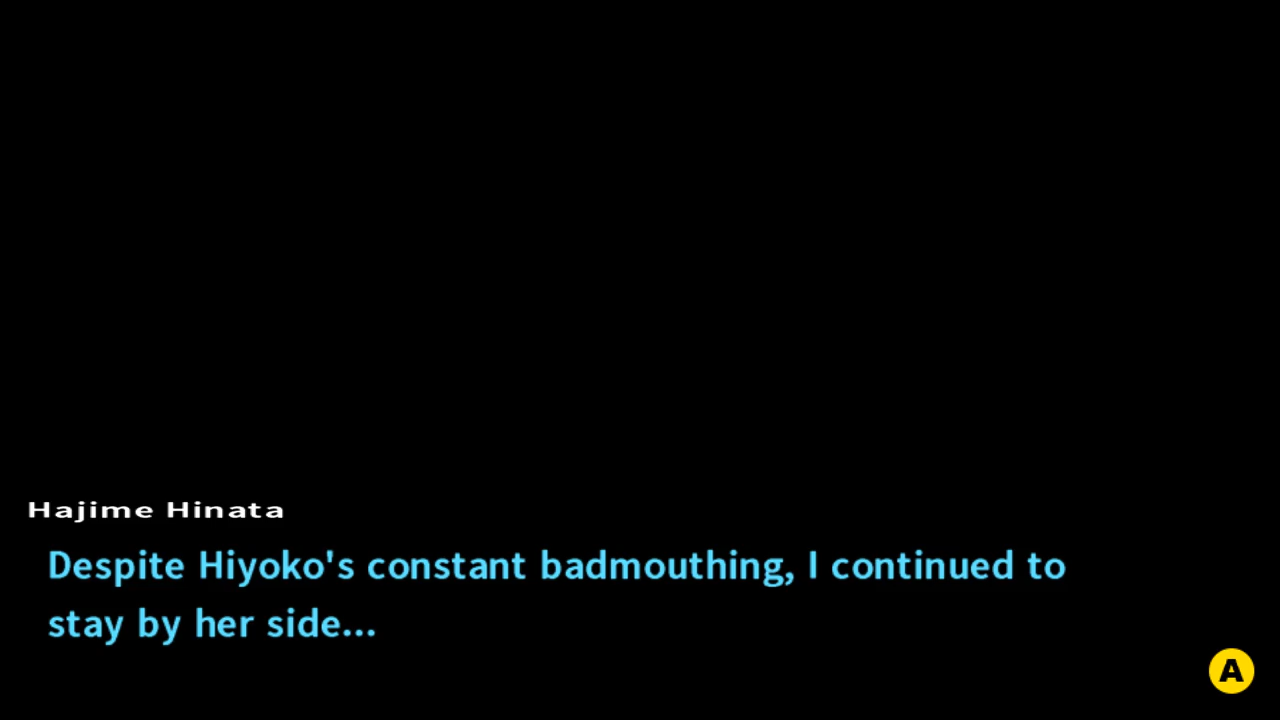 Hajime Hinata
Despite Hiyoko's constant badmouthing, I continued to
stay by her side...
A